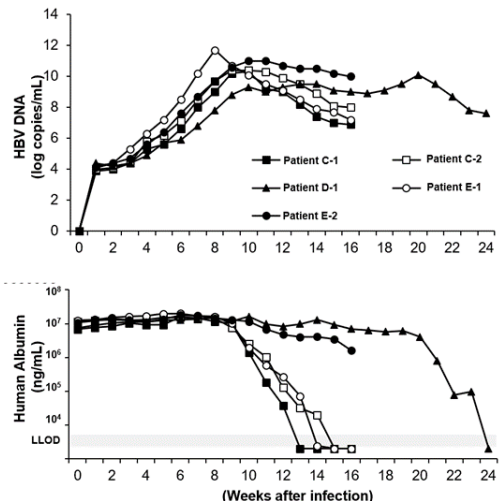 14
12
10
8
6
4
2
0
HBV DNA
(log copies/mL)
Patient C-1
Patient C-2
Patient D-1
Patient E-1
Patient E-2
0 2 4 6 8 10 12 14 16 18 20 22 24
10⁸
10⁷
10⁶
10⁵
10⁴
LLOD
Human Albumin
(ng/mL)
0 2 4 6 8 10 12 14 16 18 20 22 24
(Weeks after infection)